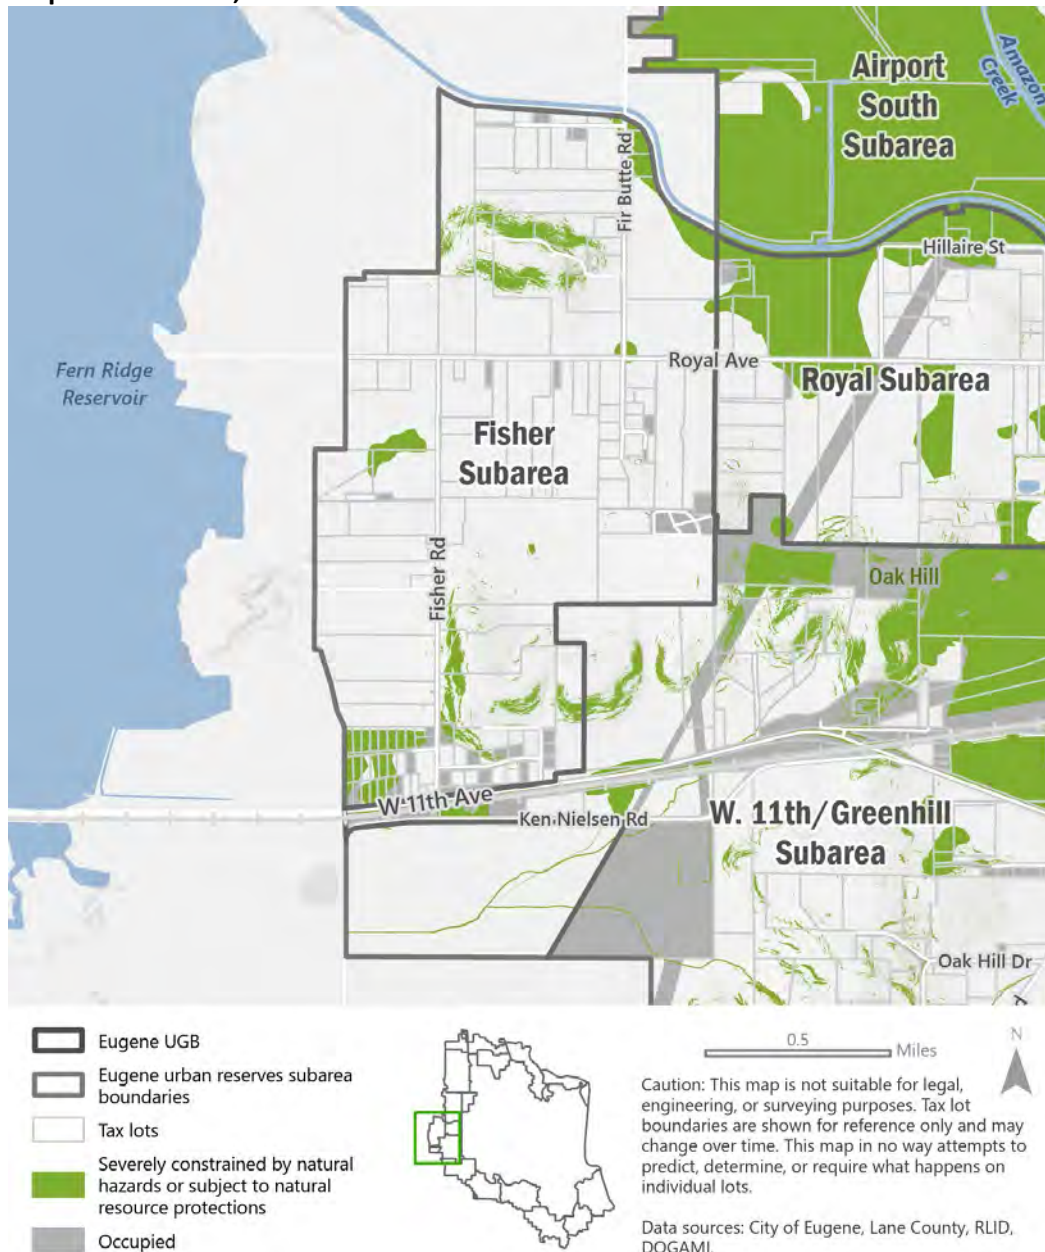 Airport
South
Subarea
Amazon
Creek
Fir Butte Rd
Hillaire St
Royal Ave
Fern Ridge
Reservoir
Royal Subarea
Fisher
Subarea
Fisher Rd
Oak Hill
W 11th Ave
Ken Nielsen Rd
W. 11th/Greenhill
Subarea
Oak Hill Dr
Eugene UGB
Eugene urban reserves subarea
boundaries
Tax lots
Severely constrained by natural
hazards or subject to natural
resource protections
Occupied
0.5
Miles
N
Caution: This map is not suitable for legal,
engineering, or surveying purposes. Tax lot
boundaries are shown for reference only and may
change over time. This map in no way attempts to
predict, determine, or require what happens on
individual lots.
Data sources: City of Eugene, Lane County, RLID,
DOGAMI.